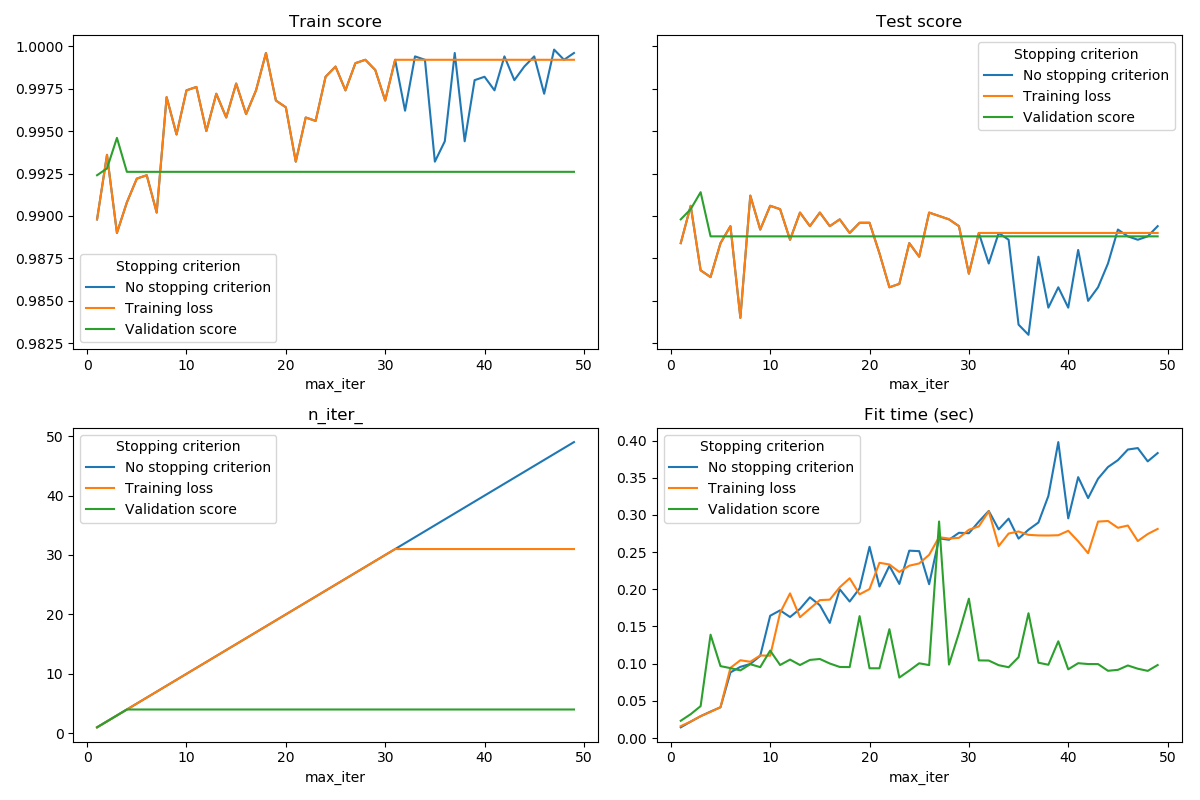 Train score
1.0000
0.9975
0.9950
0.9925
0.9900
0.9875
0.9850
0.9825
Stopping criterion
No stopping criterion
Training loss
Validation score
0 10 20 30 40 50
max_iter
Test score
Stopping criterion
No stopping criterion
Training loss
Validation score
0 10 20 30 40 50
max_iter
n_iter_
50
40
30
20
10
0
Stopping criterion
No stopping criterion
Training loss
Validation score
0 10 20 30 40 50
max_iter
Fit time (sec)
0.40
0.35
0.30
0.25
0.20
0.15
0.10
0.05
0.00
Stopping criterion
No stopping criterion
Training loss
Validation score
0 10 20 30 40 50
max_iter